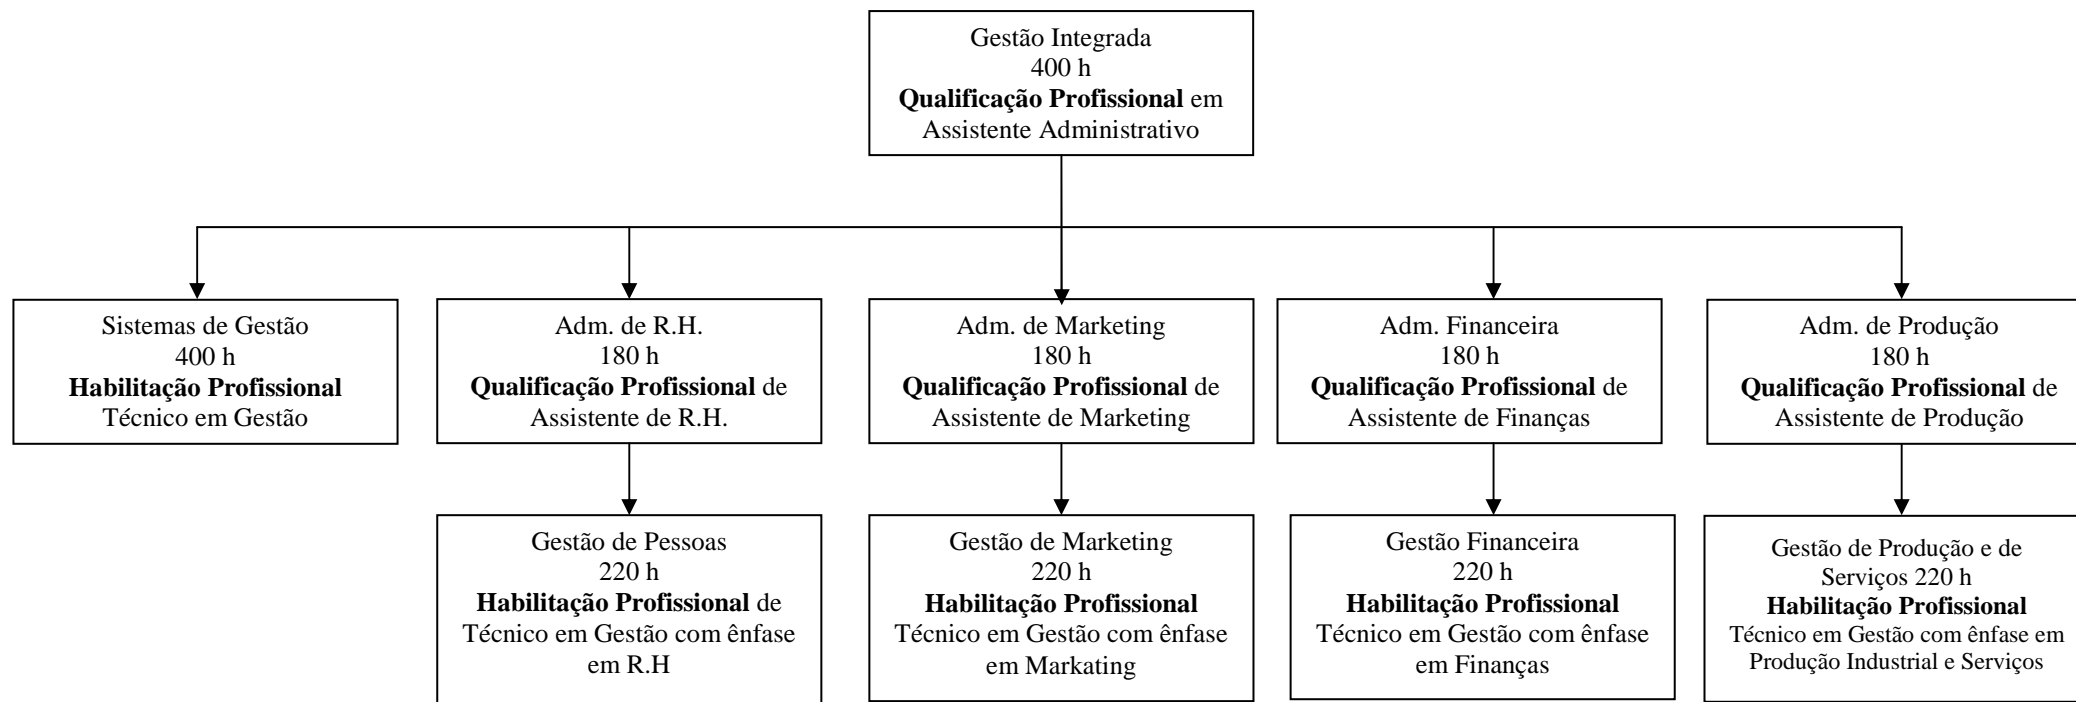 Gestão Integrada
400 h
Qualificação Profissional em
Assistente Administrativo
Sistemas de Gestão
400 h
Habilitação Profissional
Técnico em Gestão
Adm. de R.H.
180 h
Qualificação Profissional de
Assistente de R.H.
Adm. de Marketing
180 h
Qualificação Profissional de
Assistente de Marketing
Adm. Financeira
180 h
Qualificação Profissional de
Assistente de Finanças
Adm. de Produção
180 h
Qualificação Profissional de
Assistente de Produção
Gestão de Pessoas
220 h
Habilitação Profissional de
Técnico em Gestão com ênfase
em R.H
Gestão de Marketing
220 h
Habilitação Profissional
Técnico em Gestão com ênfase
em Markating
Gestão Financeira
220 h
Habilitação Profissional
Técnico em Gestão com ênfase
em Finanças
Gestão de Produção e de
Serviços 220 h
Habilitação Profissional
Técnico em Gestão com ênfase em
Produção Industrial e Serviços